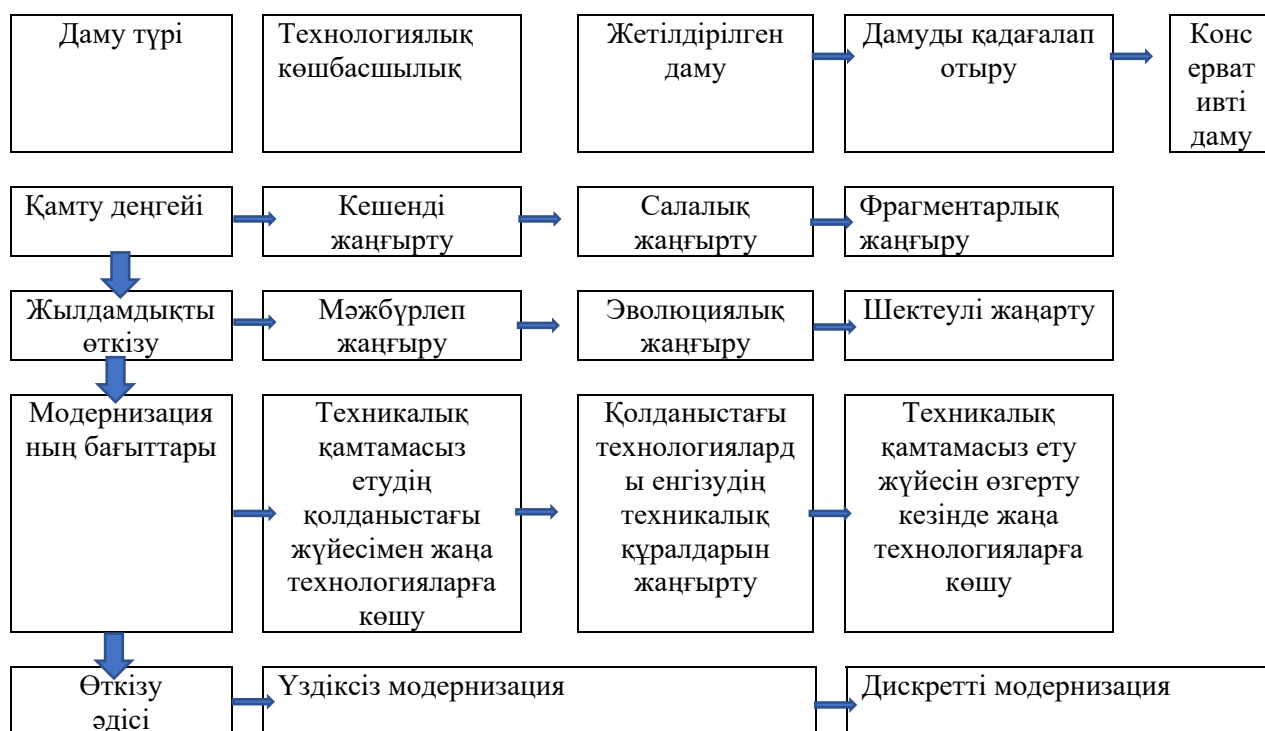 Даму түрі
Технологиялық
көшбасшылық
Жетілдірілген
даму
Дамуды қадағалап
отыру
Конс
ерват
ивті
даму
Қамту деңгейі
Кешенді
жаңғырту
Салалық
жаңғырту
Фрагментарлық
жаңғыру
Жылдамдықты
өткізу
Мәжбүрлеп
жаңғыру
Эволюциялық
жаңғыру
Шектеулі жаңарту
Модернизация
ның бағыттары
Техникалық
қамтамасыз
етудің
қолданыстағы
жүйесімен жаңа
технологияларға
көшу
Қолданыстағы
технологиялард
ы енгізудің
техникалық
құралдарын
жаңғырту
Техникалық
қамтамасыз ету
жүйесін өзгерту
кезінде жаңа
технологияларға
көшу
Өткізу
әдісі
Үздіксіз модернизация
Дискретті модернизация